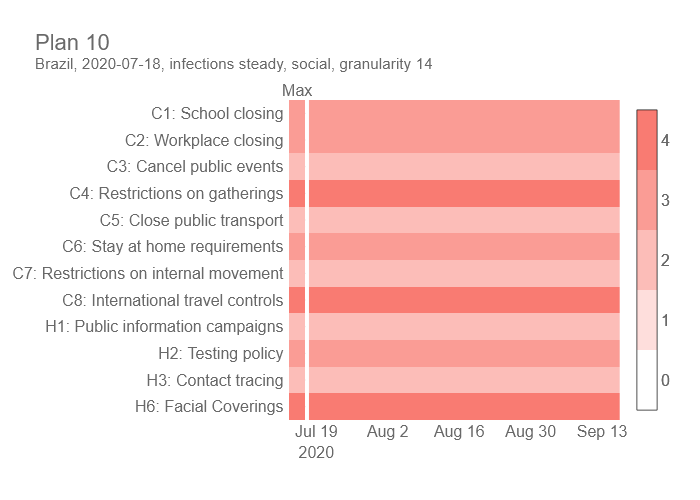 Plan 10
Brazil, 2020-07-18, infections steady, social, granularity 14
Max
C1: School closing
C2: Workplace closing
C3: Cancel public events
C4: Restrictions on gatherings
C5: Close public transport
C6: Stay at home requirements
C7: Restrictions on internal movement
C8: International travel controls
H1: Public information campaigns
H2: Testing policy
H3: Contact tracing
H6: Facial Coverings
Jul 19 Aug 2 Aug 16 Aug 30 Sep 13
2020
4
3
2
1
0